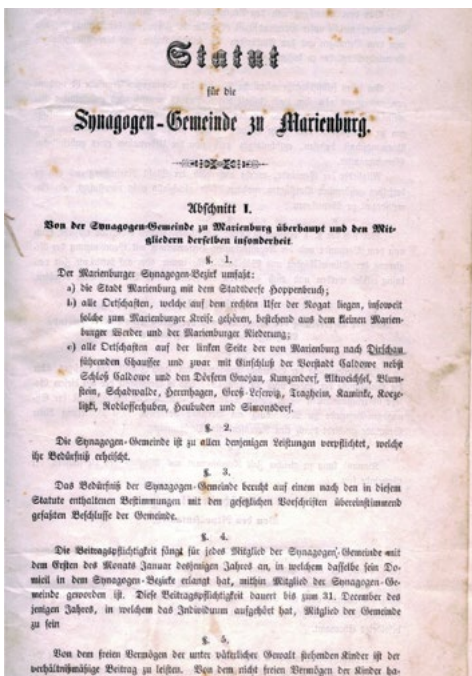 Statut
für die
Synagogen-Gemeinde zu Marienburg.
Abschnitt I.
Von der Synagogen-Gemeinde zu Marienburg überhaupt und den Mit-
gliedern derselben insonderheit
§. 1.
Der Marienburger Synagogen-Bezirk umfaßt:
a) die Stadt Marienburg mit dem Stadtdorfe Hoppenbruch;
b) alle Ortschaften, welche auf dem rechten Ufer der Nogat liegen, insoweit
solche zum Marienburger Kreise gehören, bestehend aus dem kleinen Marien-
burger Werder und der Marienburger Niederung;
c) alle Ortschaften auf der linken Seite der von Marienburg nach Dirschau
führenden Chaussee und zwar mit Einschluß der Vorstadt Caldowe nebst
Schloß Caldowe und den Dörfern Gnojau, Kunzendorf, Altweichsel, Blum-
stein, Schadwalde, Herrnhagen, Groß-Lesewitz, Tragheim, Kaminke, Kocze-
litzki, Rodlofferhuben, Heubuden und Simonsdorf.
§. 2.
Die Synagogen-Gemeinde ist zu allen denjenigen Leistungen verpflichtet, welche
ihr Bedürfniß erheischt.
§. 3.
Das Bedürfniß der Synagogen-Gemeinde beruht auf einem nach den in diesem
Statute enthaltenen Bestimmungen mit den gesetzlichen Vorschriften übereinstimmend
gefaßten Beschlusse der Gemeinde.
§. 4.
Die Beitragspflichtigkeit fängt für jedes Mitglied der Synagogen-Gemeinde mit
dem Ersten des Monats Januar desjenigen Jahres an, in welchem dasselbe sein Do-
micil in dem Synagogen-Bezirke erlangt hat, mithin Mitglied der Synagogen-Ge-
meinde geworden ist. Diese Beitragspflichtigkeit dauert bis zum 31. December des
jenigen Jahres, in welchem das Individuum aufgehört hat, Mitglied der Gemeinde
zu sein
§. 5,
Von dem freien Vermögen der unter väterlicher Gewalt stehenden Kinder ist der
verhältnißmäßige Beitrag zu leisten. Von dem nicht freien Vermögen der Kinder ha-